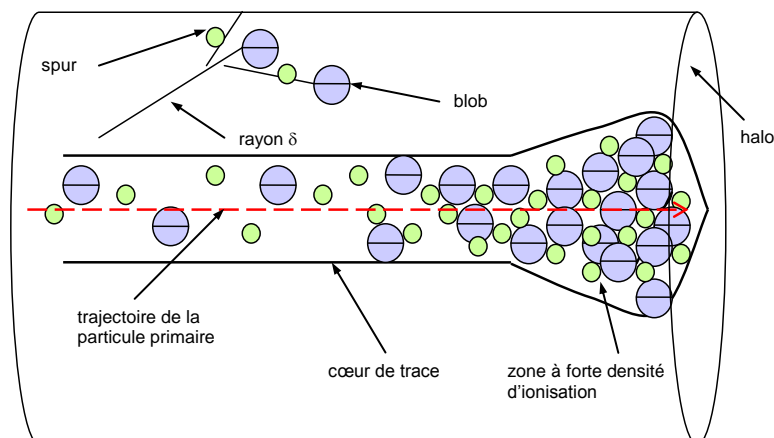 spur
blob
rayon δ
halo
trajectoire de la
particule primaire
cœur de trace
zone à forte densité
d'ionisation